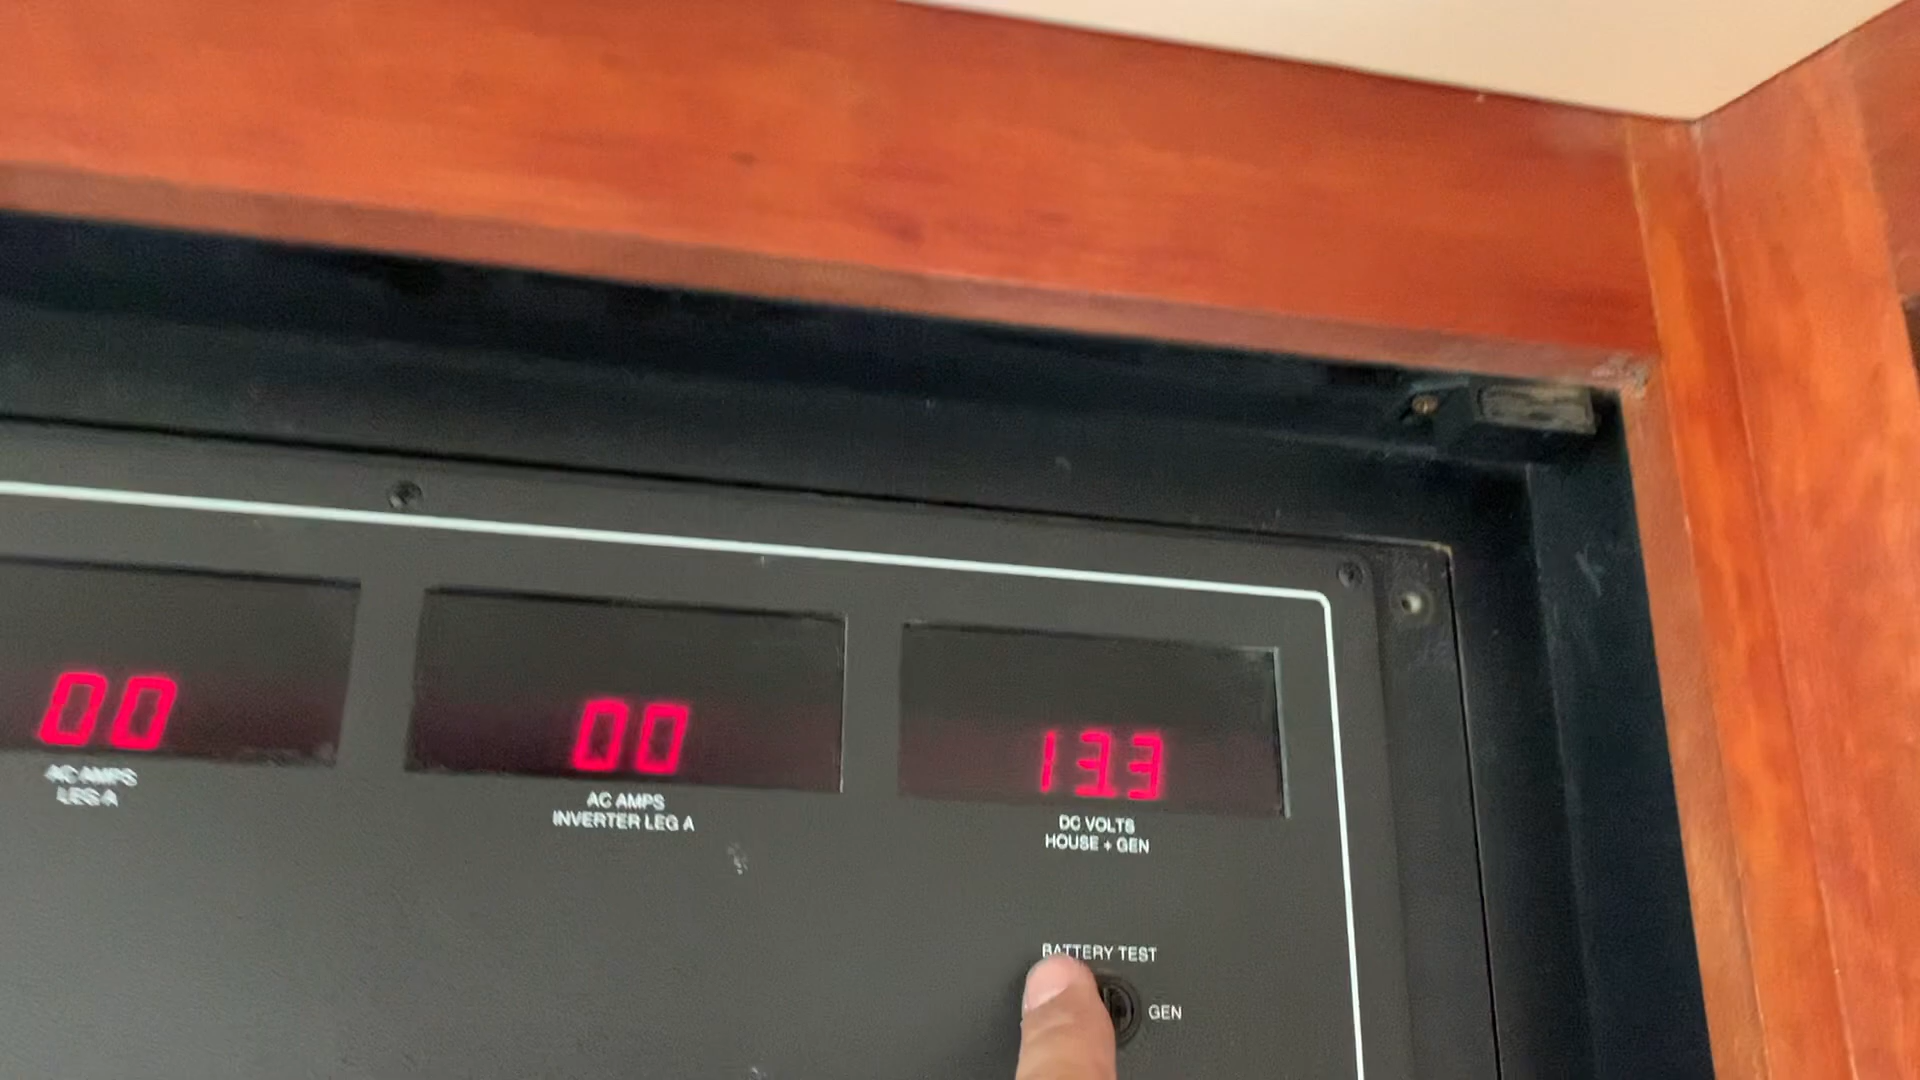 00
AC AMPS
LEG A
00
AC AMPS
INVERTER LEG A
13.3
DC VOLTS
HOUSE + GEN
BATTERY TEST
GEN